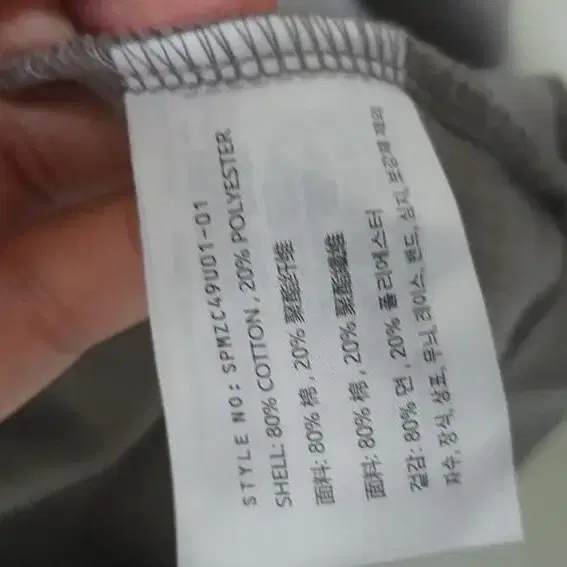 STYLE NO: SPMZC49U01-01
SHELL: 80% COTTON, 20% POLYESTER
面料: 80% 棉, 20% 聚酯纤维
面料: 80% 棉, 20% 聚酯纖維
겉감: 80% 면, 20% 폴리에스터
자수, 장식, 상표, 무늬, 레이스, 밴드, 심지, 보강재 제외